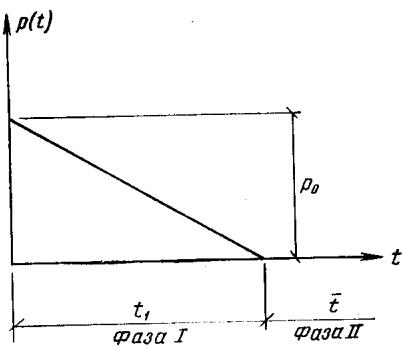 p(t)
p₀
t
t₁
t̄
фаза I
фаза II